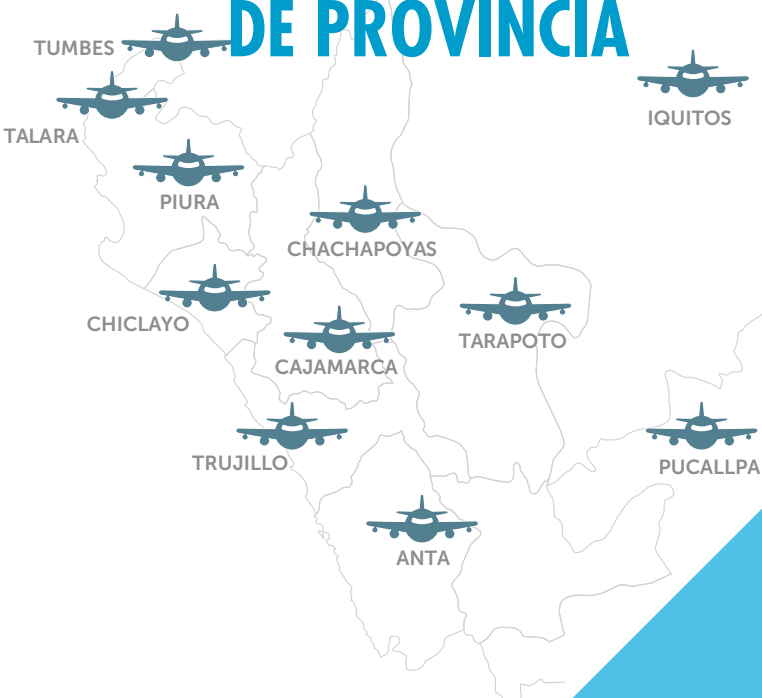 DE PROVINCIA
TUMBES
IQUITOS
TALARA
PIURA
CHACHAPOYAS
CHICLAYO
TARAPOTO
CAJAMARCA
TRUJILLO
PUCALLPA
ANTA